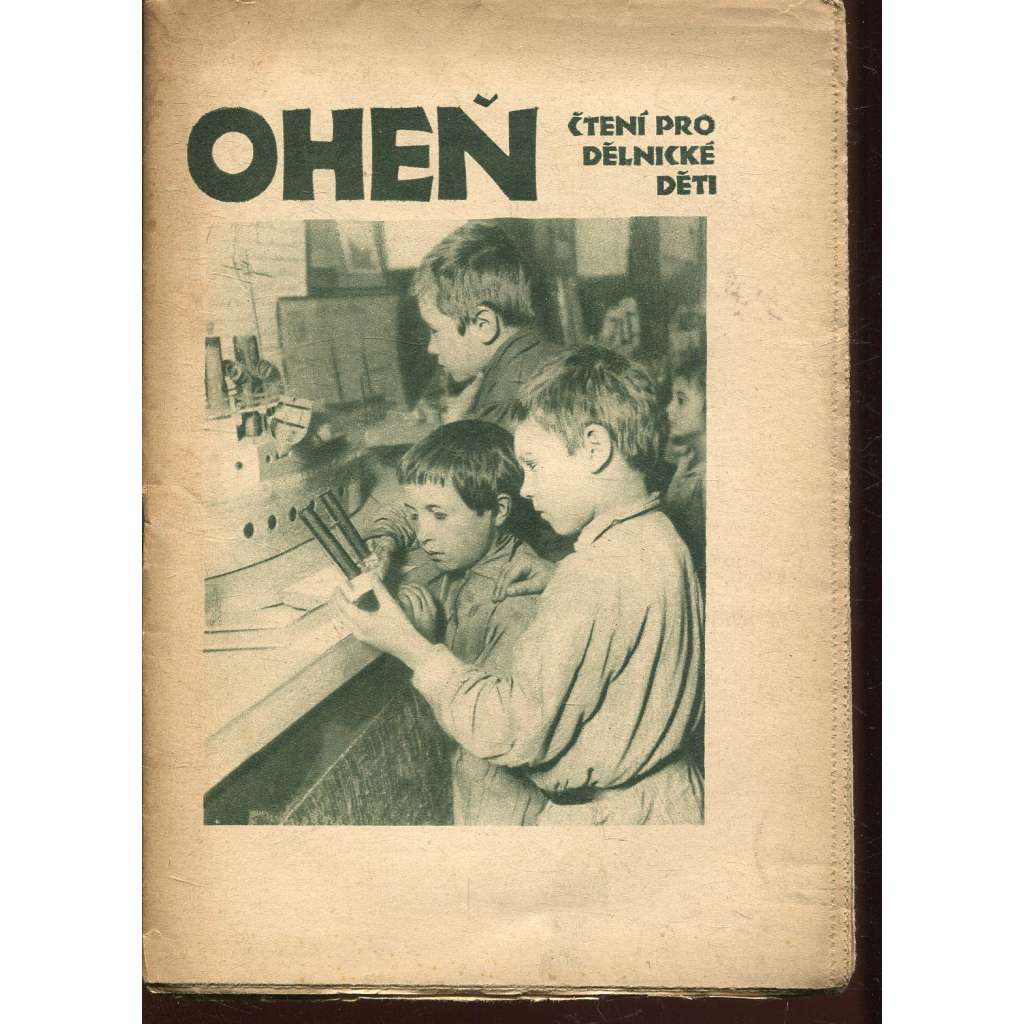 OHEŇ
ČTENÍ PRO
DĚLNICKÉ
DĚTI